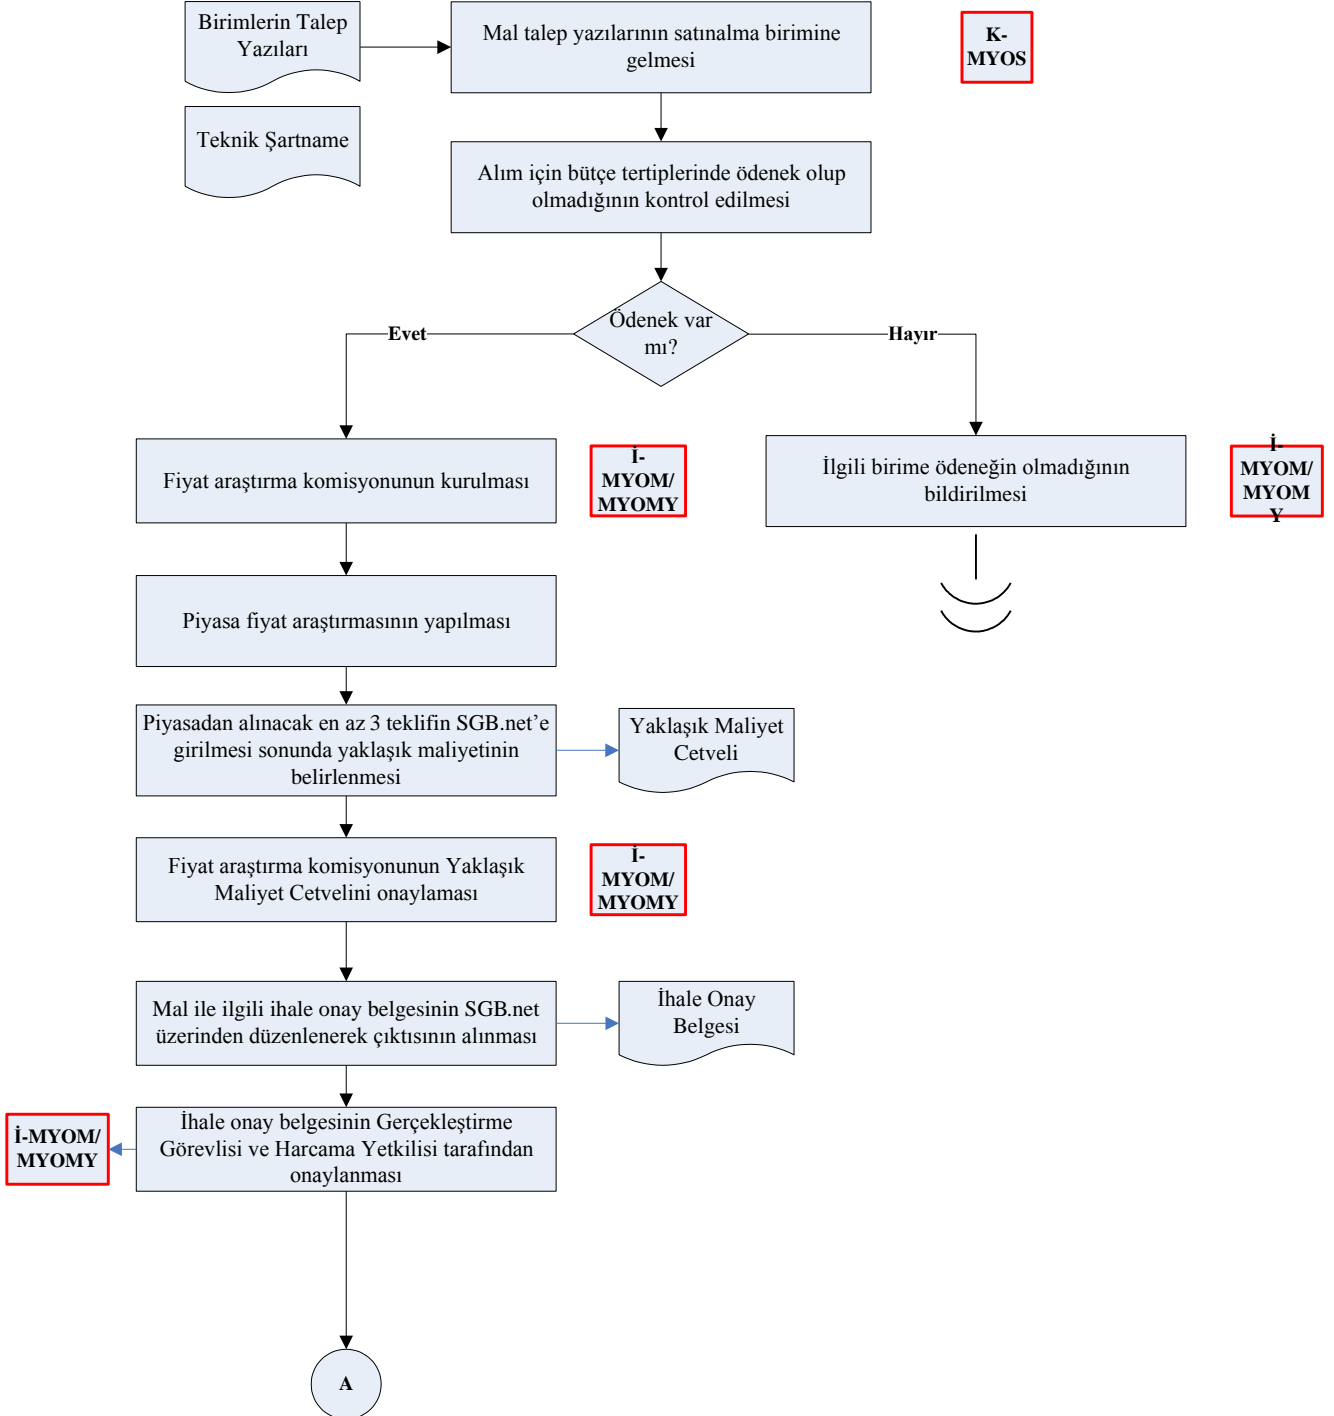 Birimlerin Talep
Yazıları
Mal talep yazılarının satınalma birimine
gelmesi
K-
MYOS
Teknik Şartname
Alım için bütçe tertiplerinde ödenek olup
olmadığının kontrol edilmesi
Ödenek var
mı?
Evet
Hayır
Fiyat araştırma komisyonunun kurulması
İ-
MYOM/
MYOMY
İlgili birime ödeneğin olmadığının
bildirilmesi
İ-
MYOM/
MYOM
Y
Piyasa fiyat araştırmasının yapılması
Piyasadan alınacak en az 3 teklifin SGB.net’e
girilmesi sonunda yaklaşık maliyetinin
belirlenmesi
Yaklaşık Maliyet
Cetveli
Fiyat araştırma komisyonunun Yaklaşık
Maliyet Cetvelini onaylaması
İ-
MYOM/
MYOMY
Mal ile ilgili ihale onay belgesinin SGB.net
üzerinden düzenlenerek çıktısının alınması
İhale Onay
Belgesi
İ-MYOM/
MYOMY
İhale onay belgesinin Gerçekleştirme
Görevlisi ve Harcama Yetkilisi tarafından
onaylanması
A